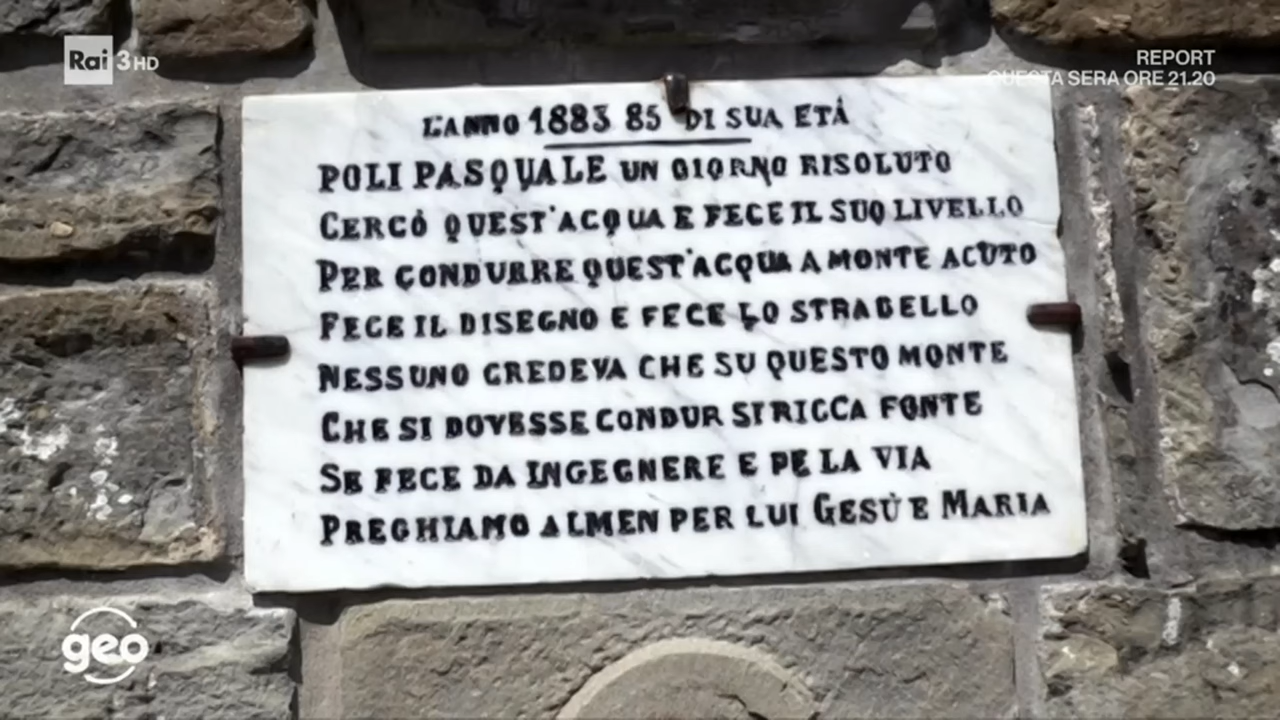 Rai 3HD
REPORT
QUESTA SERA ORE 21.20
L'ANNO 1883 85 DI SUA ETÀ
POLI PASQUALE UN GIORNO RISOLUTO
CERCÒ QUEST'ACQUA E FECE IL SUO LIVELLO
PER CONDURRE QUEST'ACQUA A MONTE ACUTO
FECE IL DISEGNO E FECE LO STRABELLO
NESSUNO CREDEVA CHE SU QUESTO MONTE
CHE SI DOVESSE CONDUR SI RICCA FONTE
SE FECE DA INGEGNERE E PE LA VIA
PREGHIAMO ALMEN PER LUI GESÙ E MARIA
geo